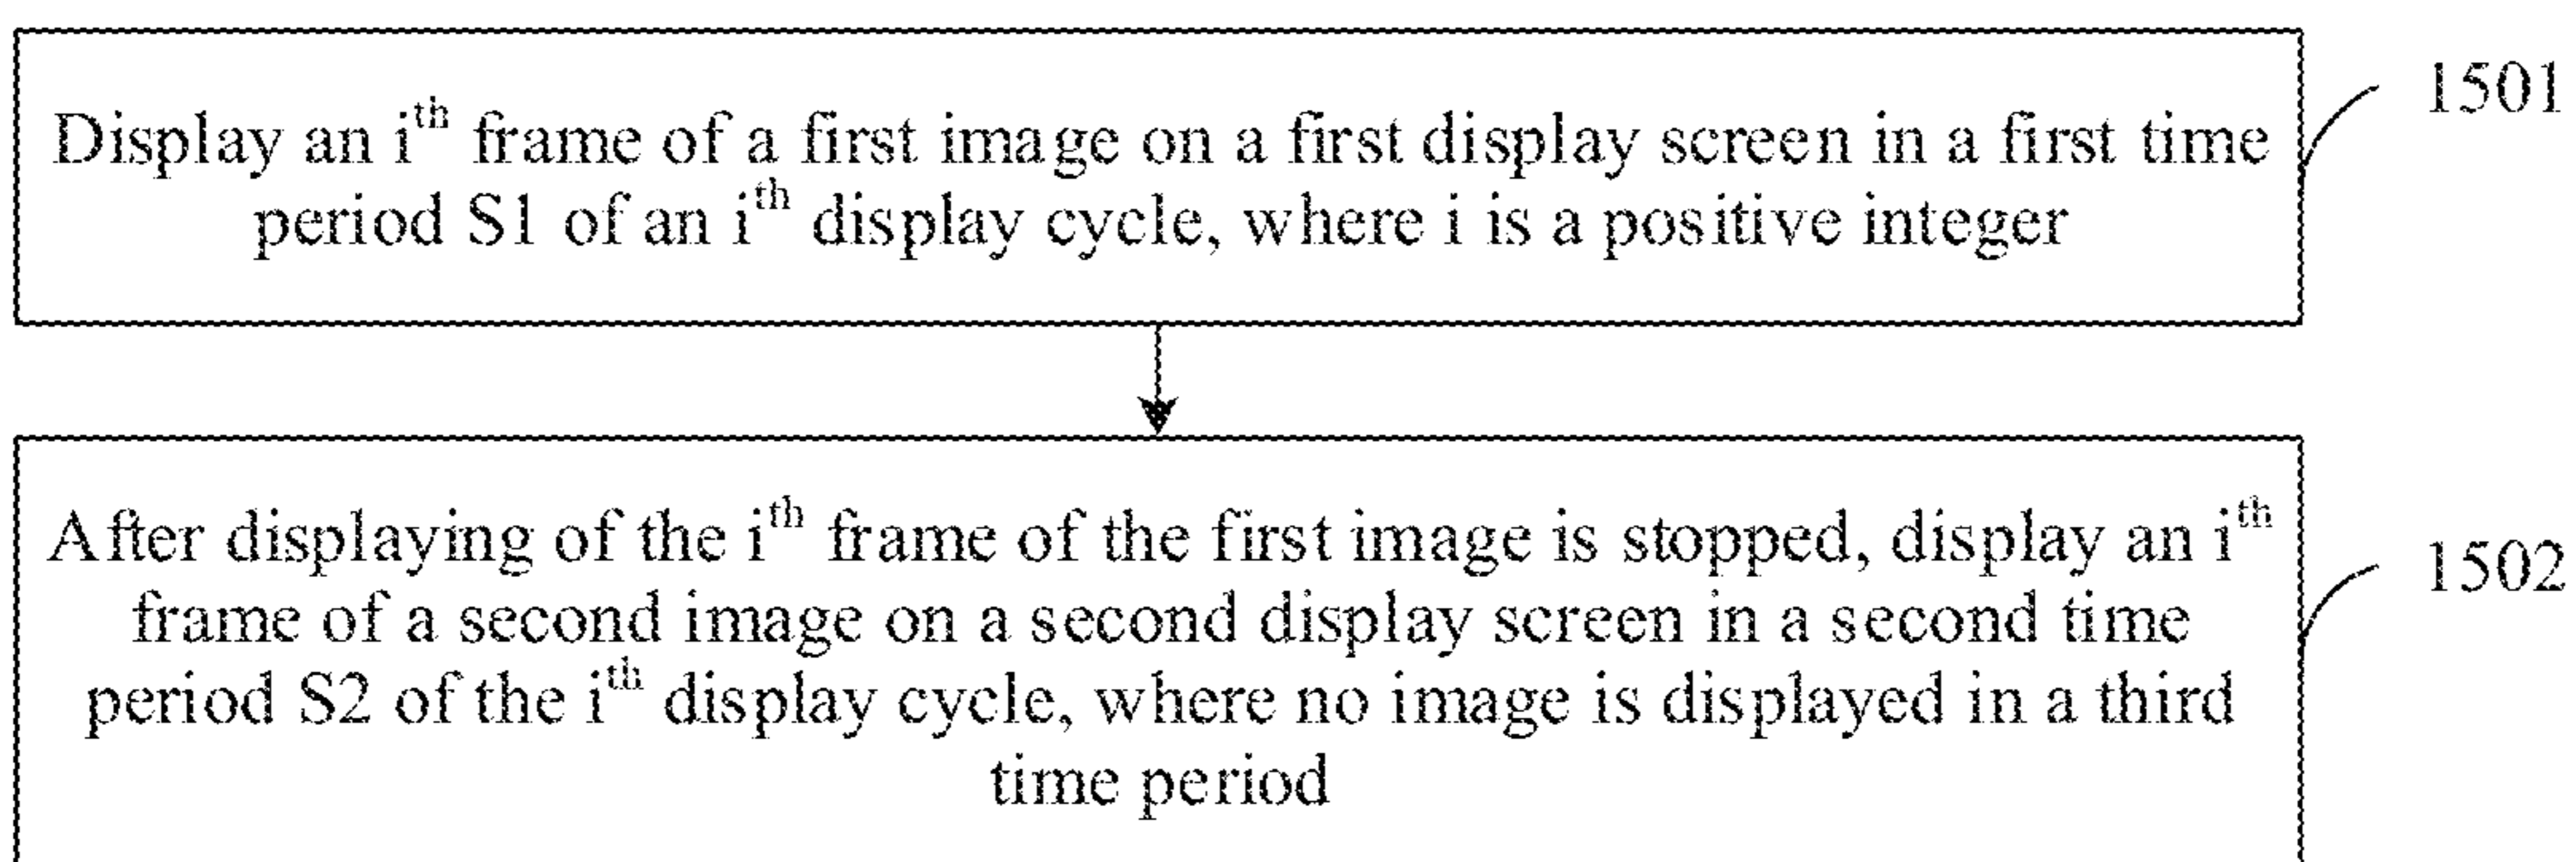 Display an iᵗʰ frame of a first image on a first display screen in a first time
period S1 of an iᵗʰ display cycle, where i is a positive integer
1501
After displaying of the iᵗʰ frame of the first image is stopped, display an iᵗʰ
frame of a second image on a second display screen in a second time
period S2 of the iᵗʰ display cycle, where no image is displayed in a third
time period
1502